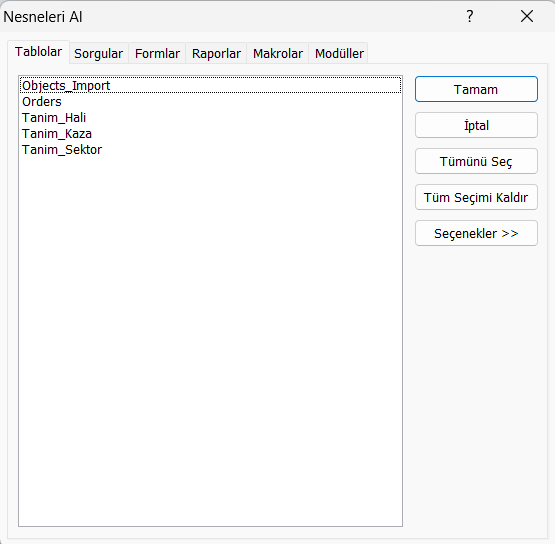 Nesneleri Al
?
Tablolar Sorgular Formlar Raporlar Makrolar Modüller
Objects_Import
Orders
Tanim_Hali
Tanim_Kaza
Tanim_Sektor
Tamam
İptal
Tümünü Seç
Tüm Seçimi Kaldır
Seçenekler >>